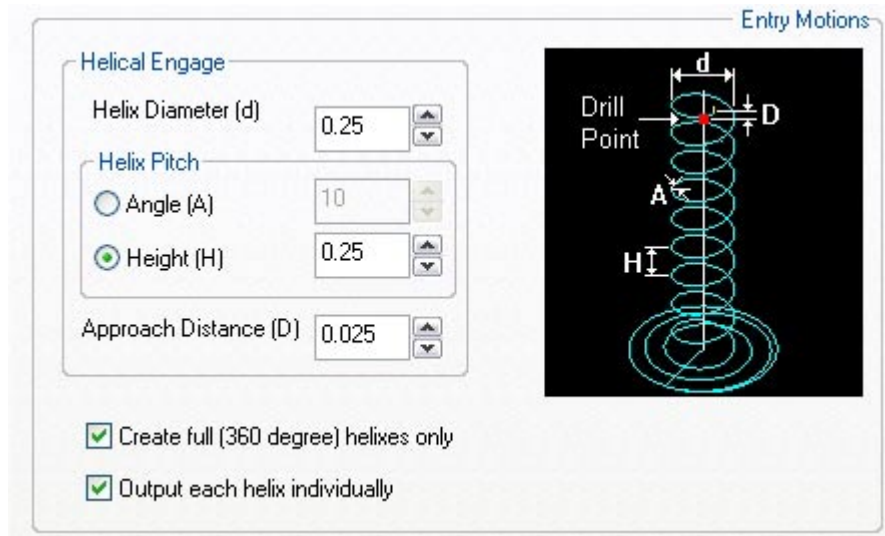 Entry Motions
Helical Engage
Helix Diameter (d) 0.25
Helix Pitch
Angle (A) 10
Height (H) 0.25
Approach Distance (D) 0.025
Create full (360 degree) helixes only
Output each helix individually
d
Drill
Point
D
A
H